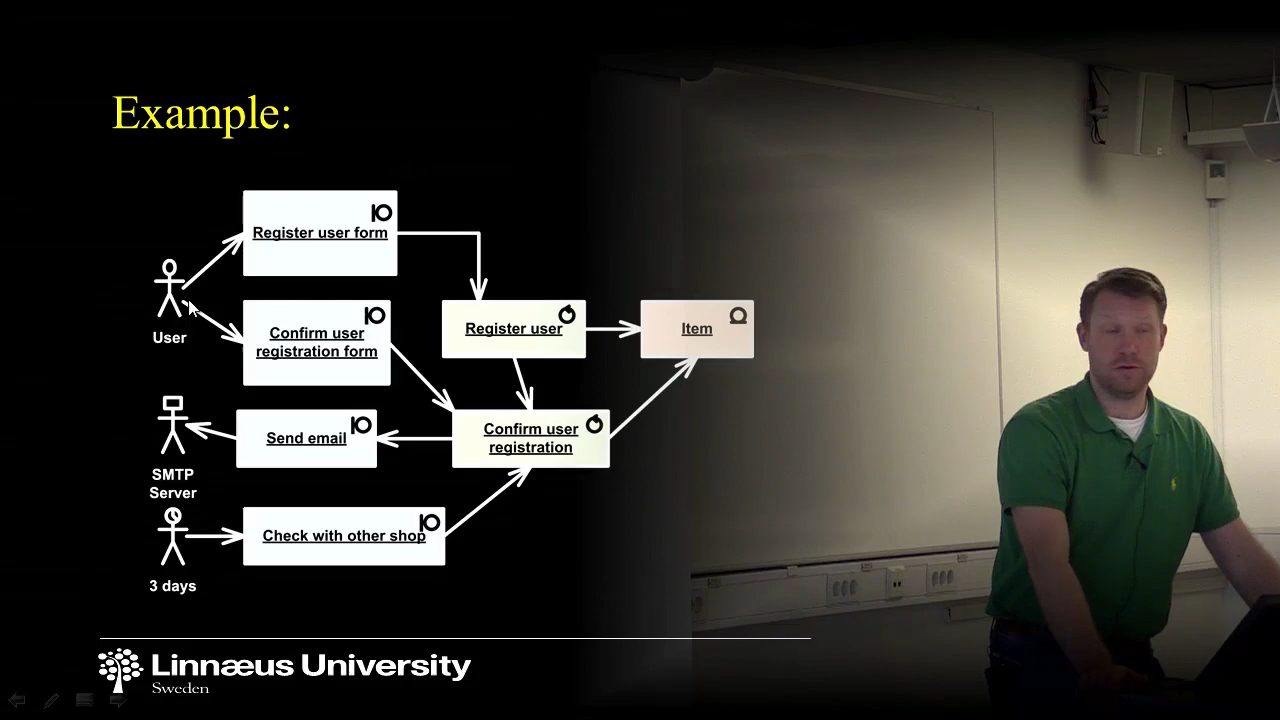 Example:
Register user form
User
Confirm user
registration form
Register user
Item
Send email
Confirm user
registration
SMTP
Server
Check with other shop
3 days
Linnæus University
Sweden